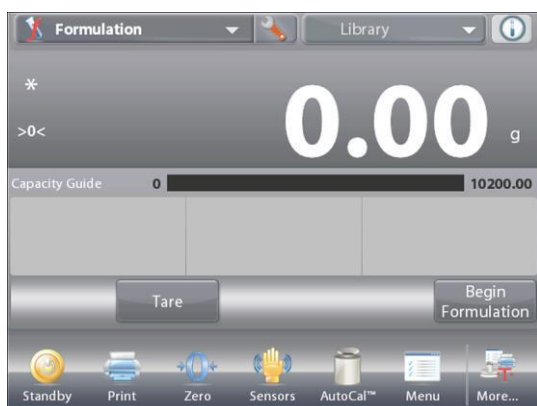 Formulation
Library
*
>0<
0.00 g
Capacity Guide 0 10200.00
Tare
Begin
Formulation
Standby Print Zero Sensors AutoCal™ Menu More...